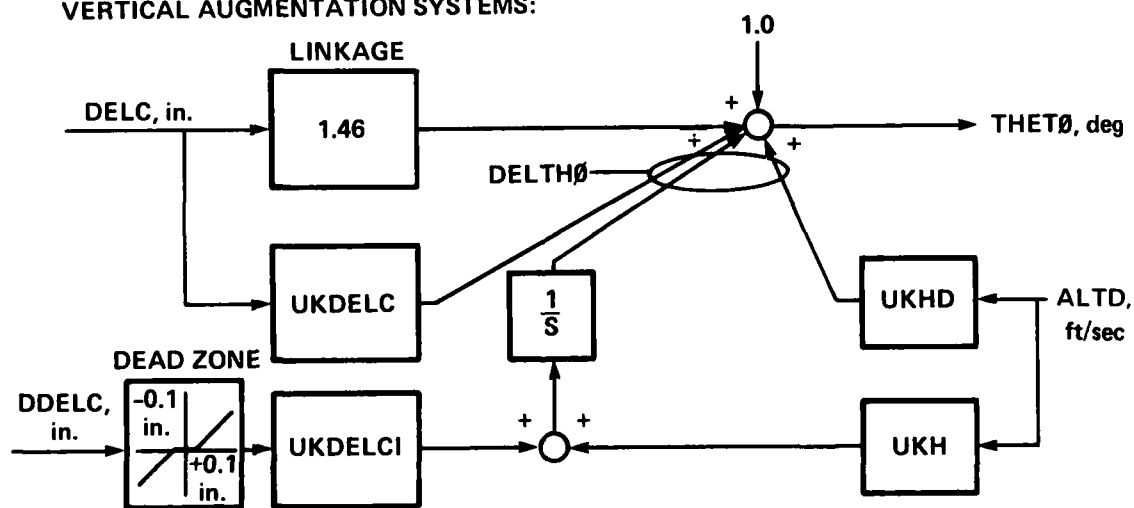 VERTICAL AUGMENTATION SYSTEMS:
1.0
LINKAGE
DELC, in.
1.46
+
THETØ, deg
+
+
DELTHØ
UKDELC
1
S
UKHD
ALTD,
ft/sec
DEAD ZONE
DDELC,
in.
-0.1
in.
+0.1
in.
UKDELCI
+
+
UKH